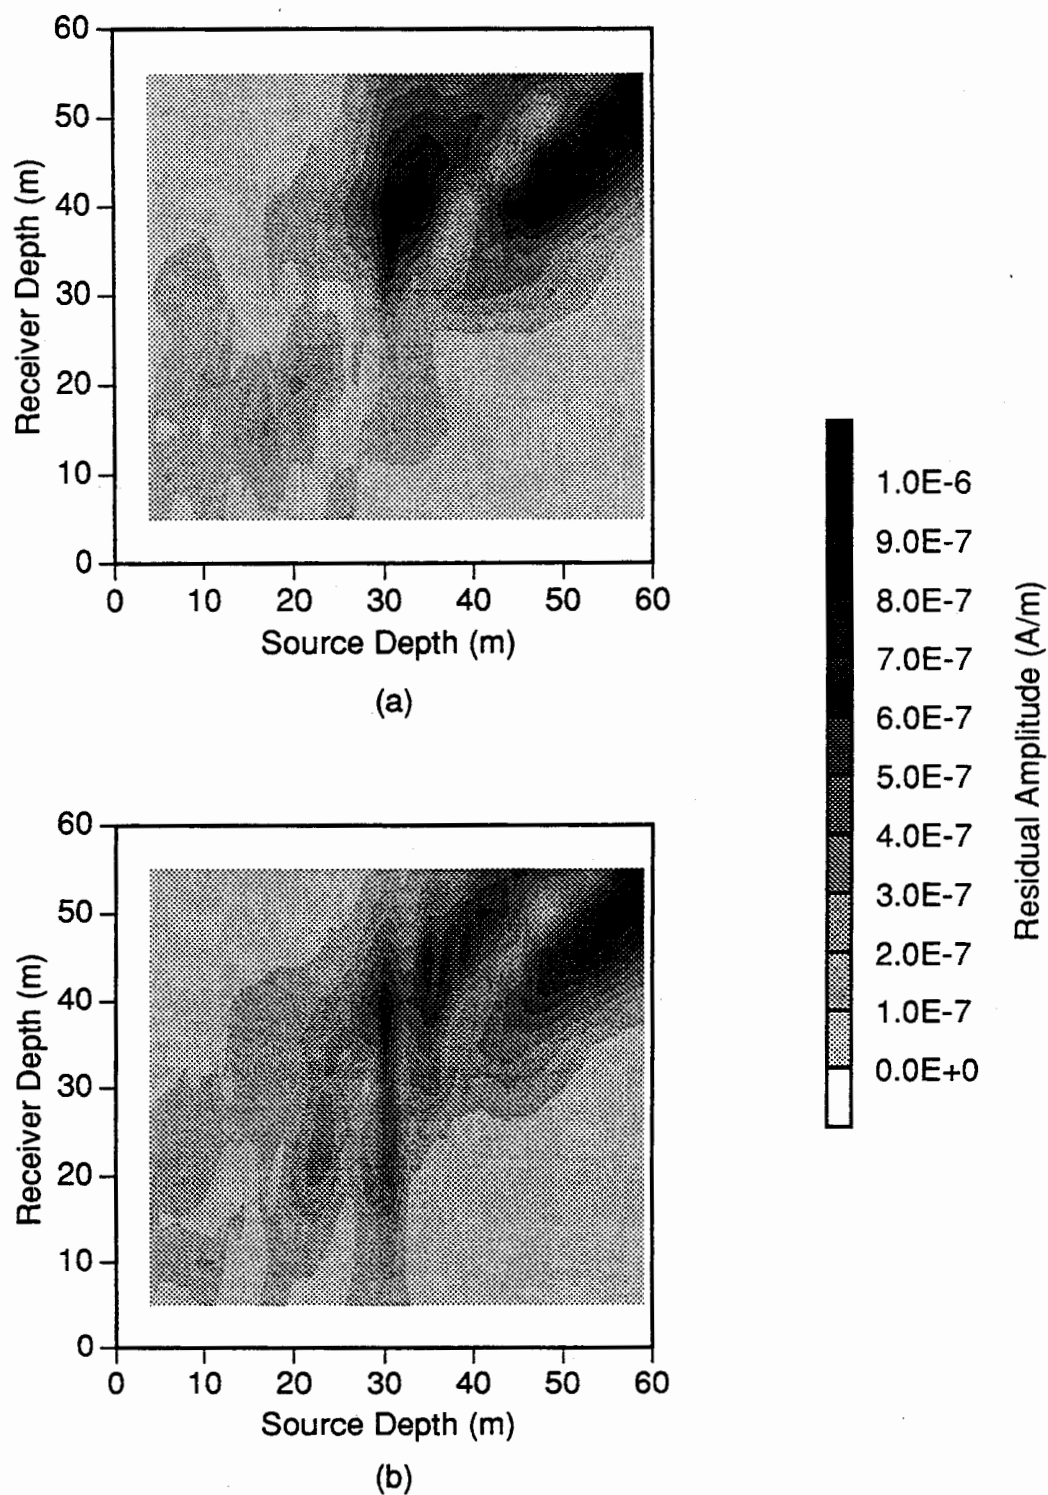 60
50
40
30
20
10
0
Receiver Depth (m)
0 10 20 30 40 50 60
Source Depth (m)
(a)
60
50
40
30
20
10
0
Receiver Depth (m)
0 10 20 30 40 50 60
Source Depth (m)
(b)
1.0E-6
9.0E-7
8.0E-7
7.0E-7
6.0E-7
5.0E-7
4.0E-7
3.0E-7
2.0E-7
1.0E-7
0.0E+0
Residual Amplitude (A/m)